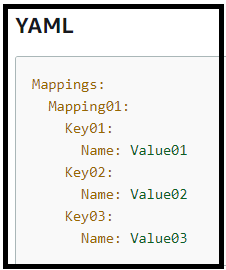 YAML
Mappings:
  Mapping01:
    Key01:
      Name: Value01
    Key02:
      Name: Value02
    Key03:
      Name: Value03